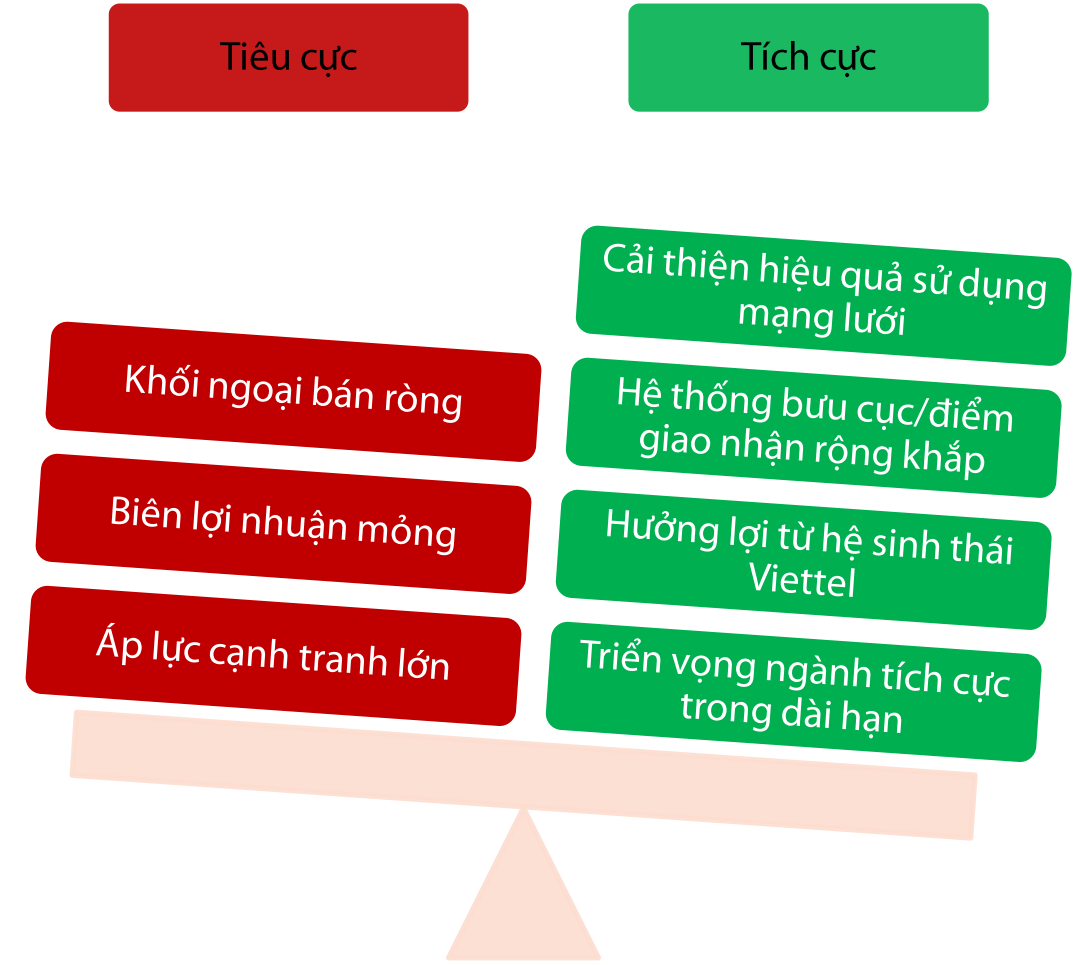 Tiêu cực
Tích cực
Khối ngoại bán ròng
Biên lợi nhuận mỏng
Áp lực cạnh tranh lớn
Cải thiện hiệu quả sử dụng
mạng lưới
Hệ thống bưu cục/điểm
giao nhận rộng khắp
Hưởng lợi từ hệ sinh thái
Viettel
Triển vọng ngành tích cực
trong dài hạn